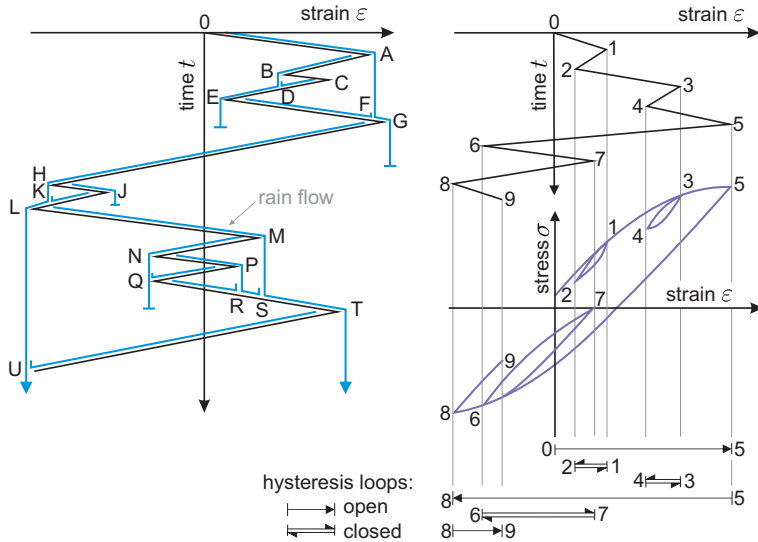 0
strain ε
time t
A
B
C
D
E
F
G
H
K
J
L
rain flow
M
N
P
Q
R
S
T
U
strain ε
0
1
2
3
4
5
6
7
8
9
time t
stress σ
1
2
3
4
5
strain ε
7
9
8
6
0
5
2
1
4
3
8
5
6
7
8
9
hysteresis loops:
open
closed